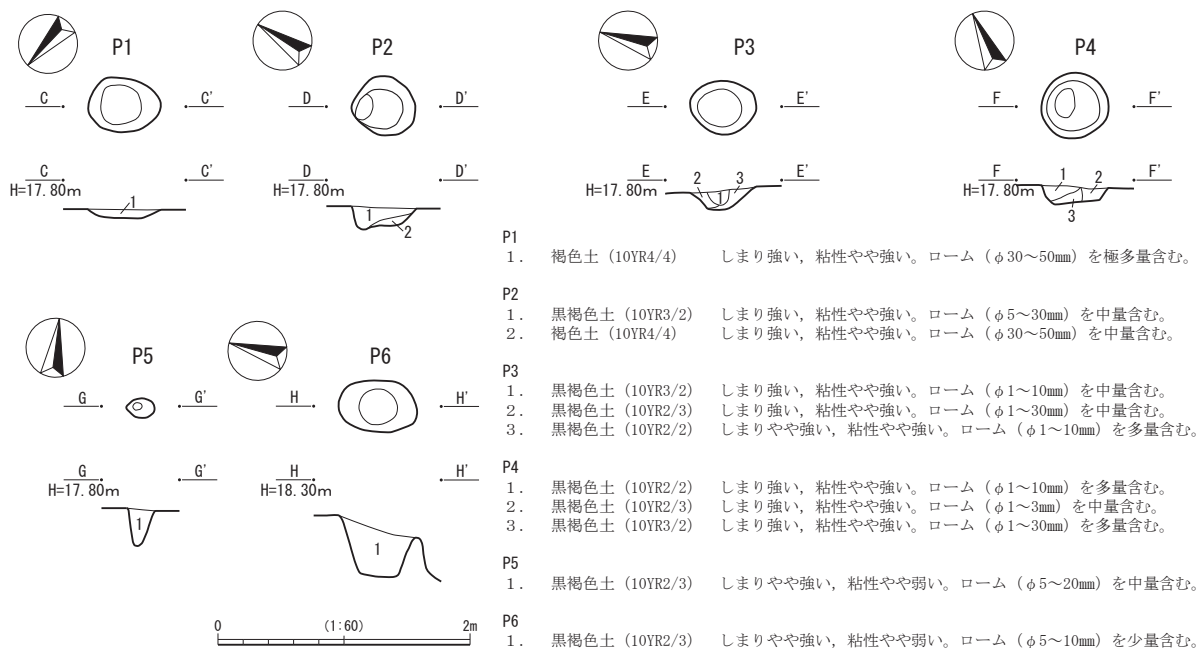 P1
P2
P3
P4
C C'
D D'
E E'
F F'
C C'
H=17.80m
1
D D'
H=17.80m
1
2
E E'
H=17.80m
2 3
1
F F'
H=17.80m
1 2
3
P5
P6
G G'
H H'
G G'
H=17.80m
1
H H'
H=18.30m
1
0 (1:60) 2m
P1
1. 褐色土（10YR4/4） しまり強い，粘性やや強い。ローム（φ30～50㎜）を極多量含む。
P2
1. 黒褐色土（10YR3/2） しまり強い，粘性やや強い。ローム（φ5～30㎜）を中量含む。
2. 褐色土（10YR4/4） しまり強い，粘性やや強い。ローム（φ30～50㎜）を中量含む。
P3
1. 黒褐色土（10YR3/2） しまり強い，粘性やや強い。ローム（φ1～10㎜）を中量含む。
2. 黒褐色土（10YR2/3） しまり強い，粘性やや強い。ローム（φ1～30㎜）を中量含む。
3. 黒褐色土（10YR2/2） しまりやや強い，粘性やや強い。ローム（φ1～10㎜）を多量含む。
P4
1. 黒褐色土（10YR2/2） しまり強い，粘性やや強い。ローム（φ1～10㎜）を多量含む。
2. 黒褐色土（10YR2/3） しまり強い，粘性やや強い。ローム（φ1～3㎜）を中量含む。
3. 黒褐色土（10YR3/2） しまり強い，粘性やや強い。ローム（φ1～30㎜）を多量含む。
P5
1. 黒褐色土（10YR2/3） しまりやや強い，粘性やや弱い。ローム（φ5～20㎜）を中量含む。
P6
1. 黒褐色土（10YR2/3） しまりやや強い，粘性やや弱い。ローム（φ5～10㎜）を少量含む。